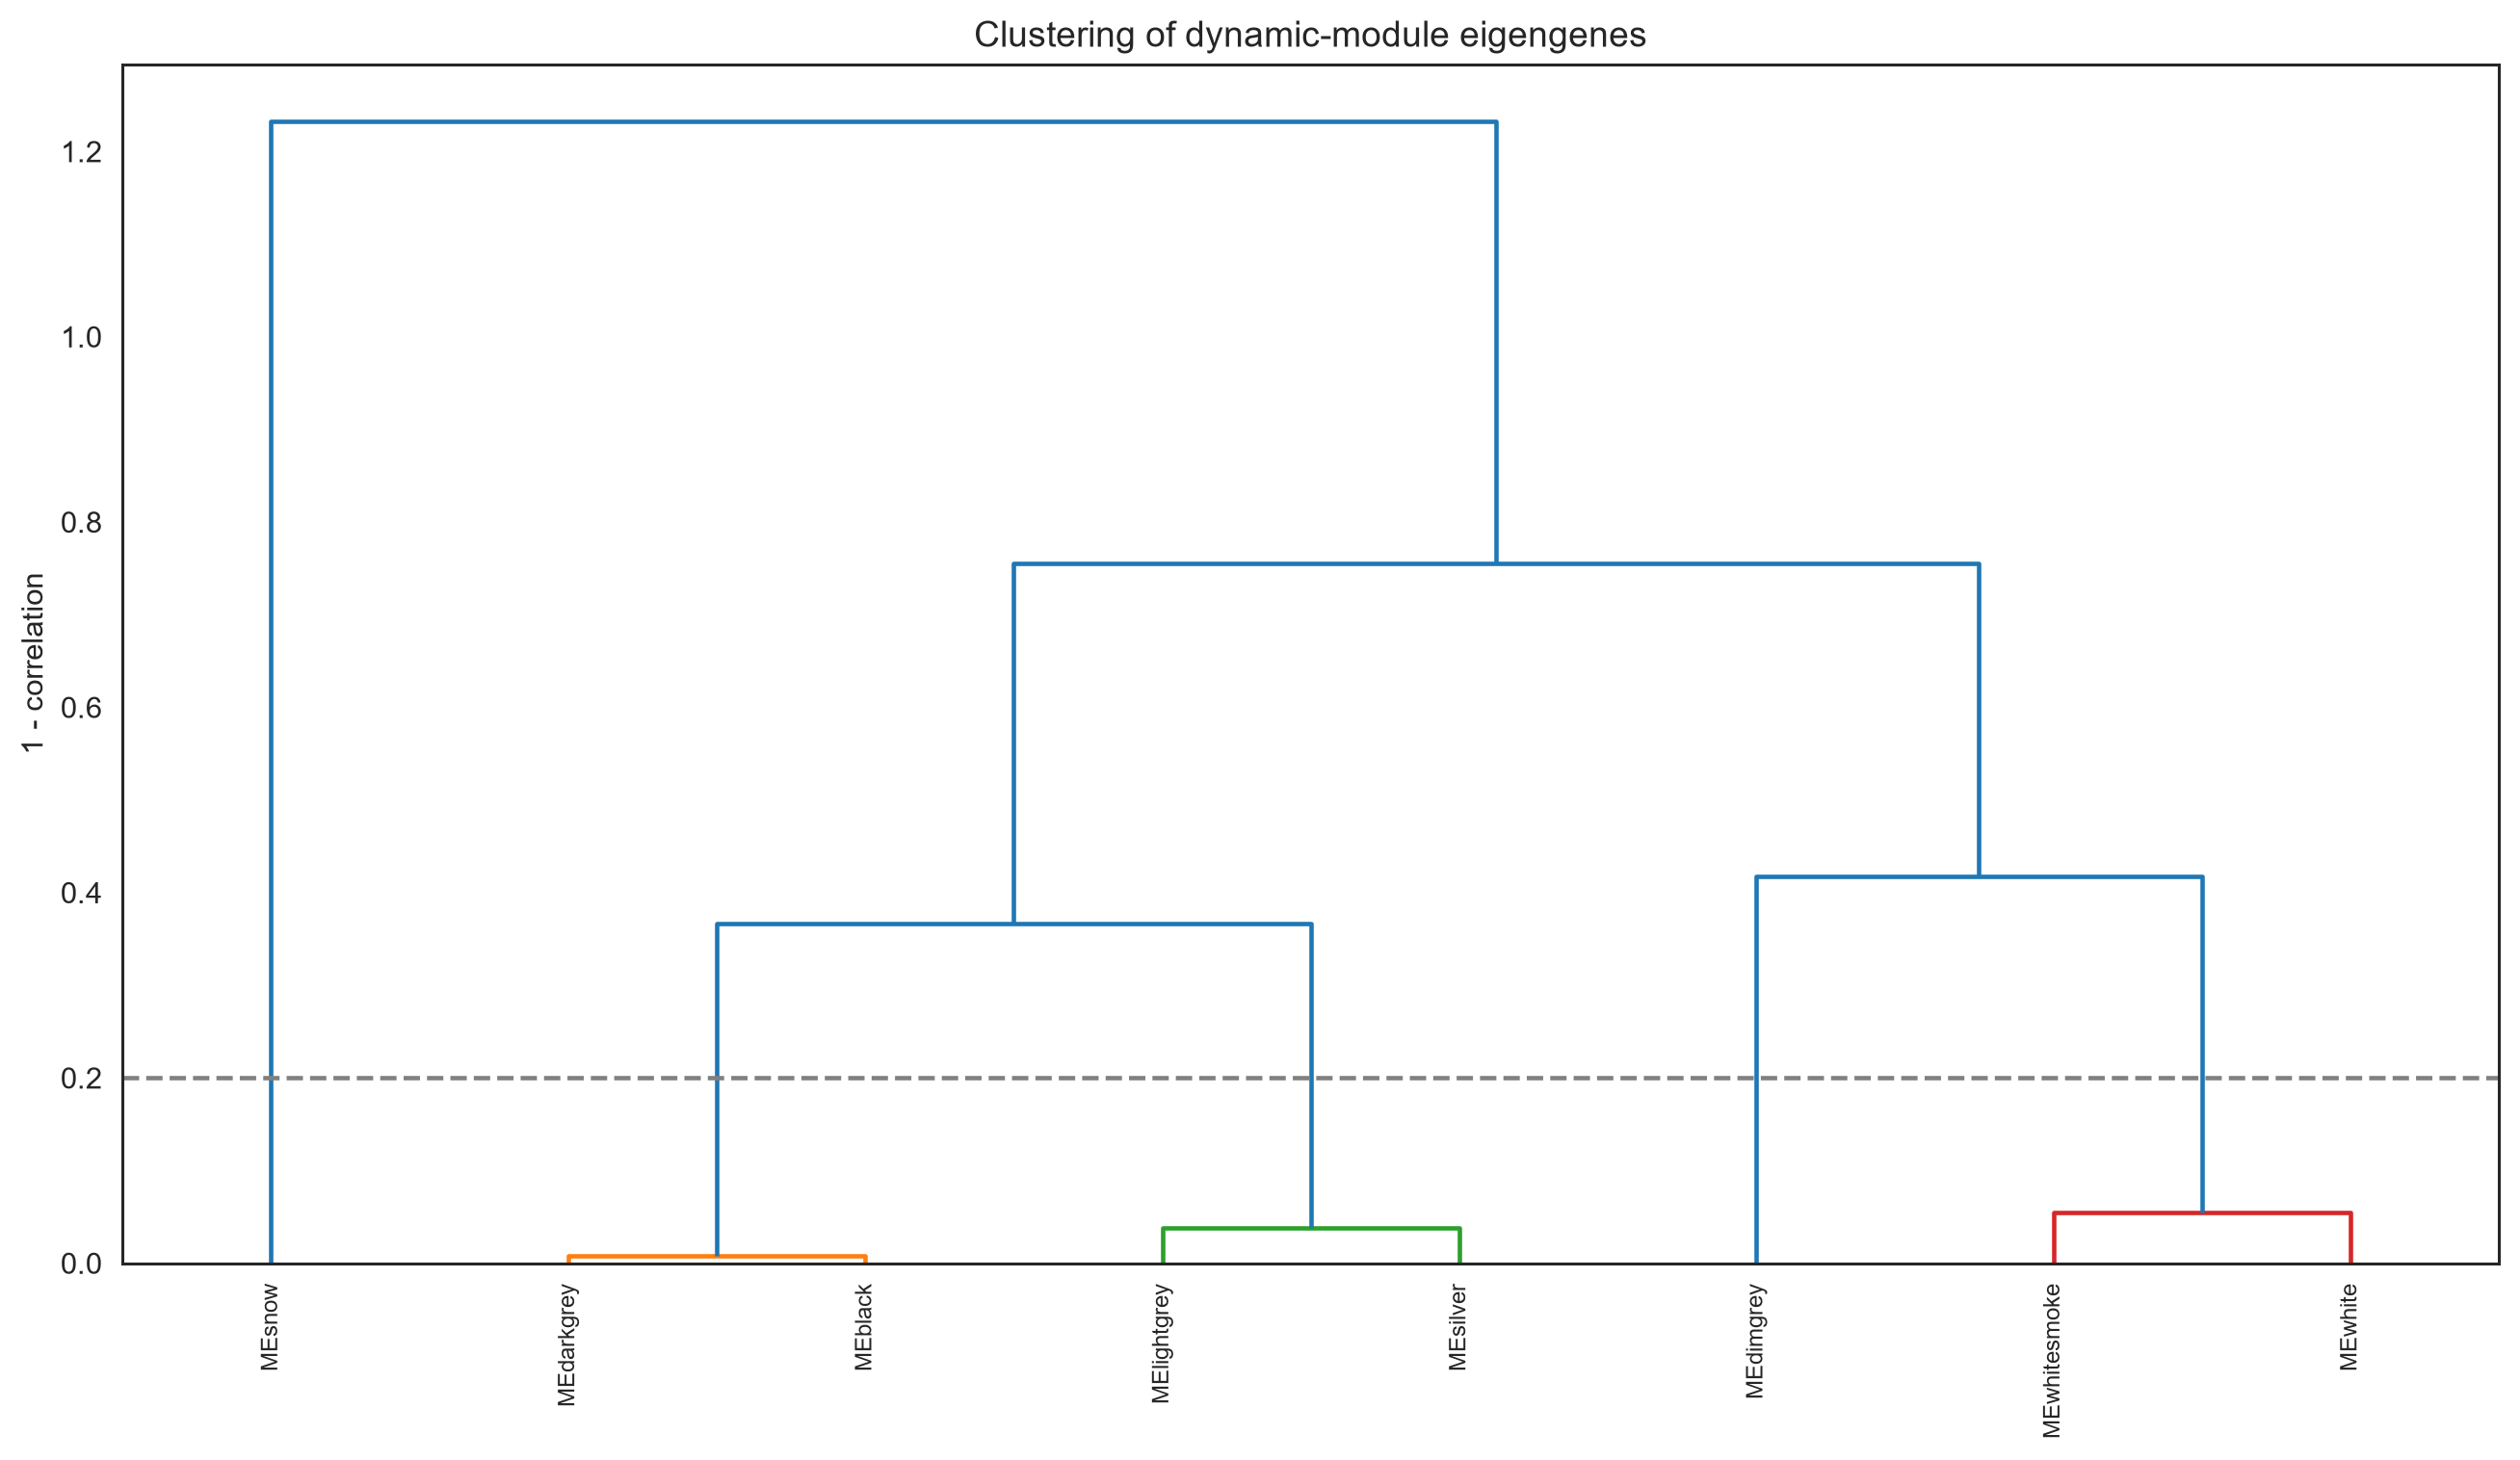 Clustering of dynamic-module eigengenes
1 - correlation
1.2
1.0
0.8
0.6
0.4
0.2
0.0
MEsnow
MEdarkgrey
MEblack
MElightgrey
MEsilver
MEdimgrey
MEwhitesmoke
MEwhite